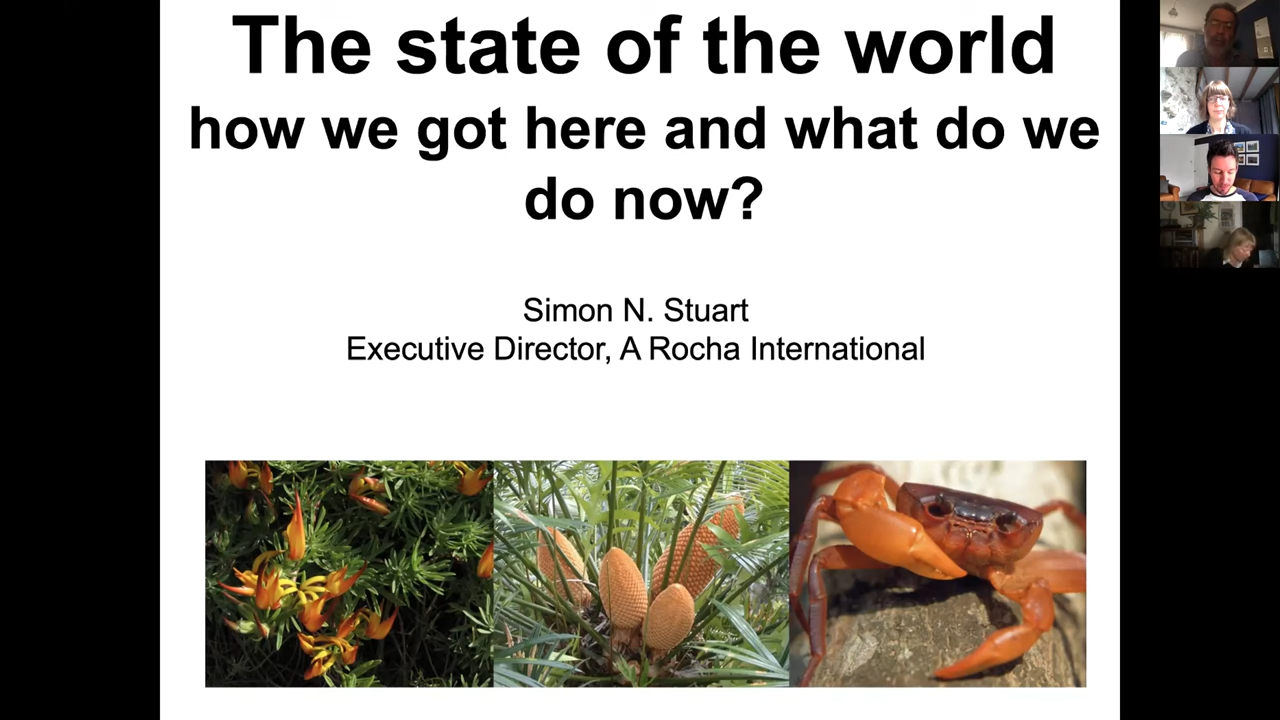 The state of the world
how we got here and what do we
do now?
Simon N. Stuart
Executive Director, A Rocha International